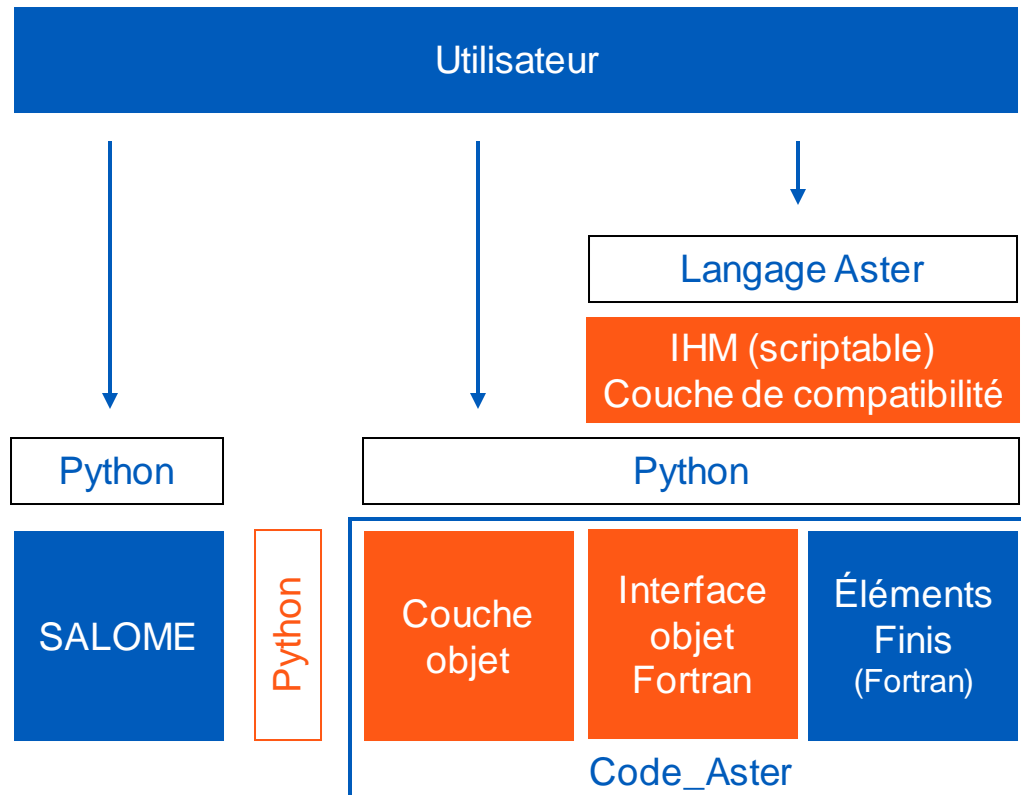 Utilisateur
Langage Aster
IHM (scriptable)
Couche de compatibilité
Python
Python
SALOME
Python
Couche
objet
Interface
objet
Fortran
Éléments
Finis
(Fortran)
Code_Aster